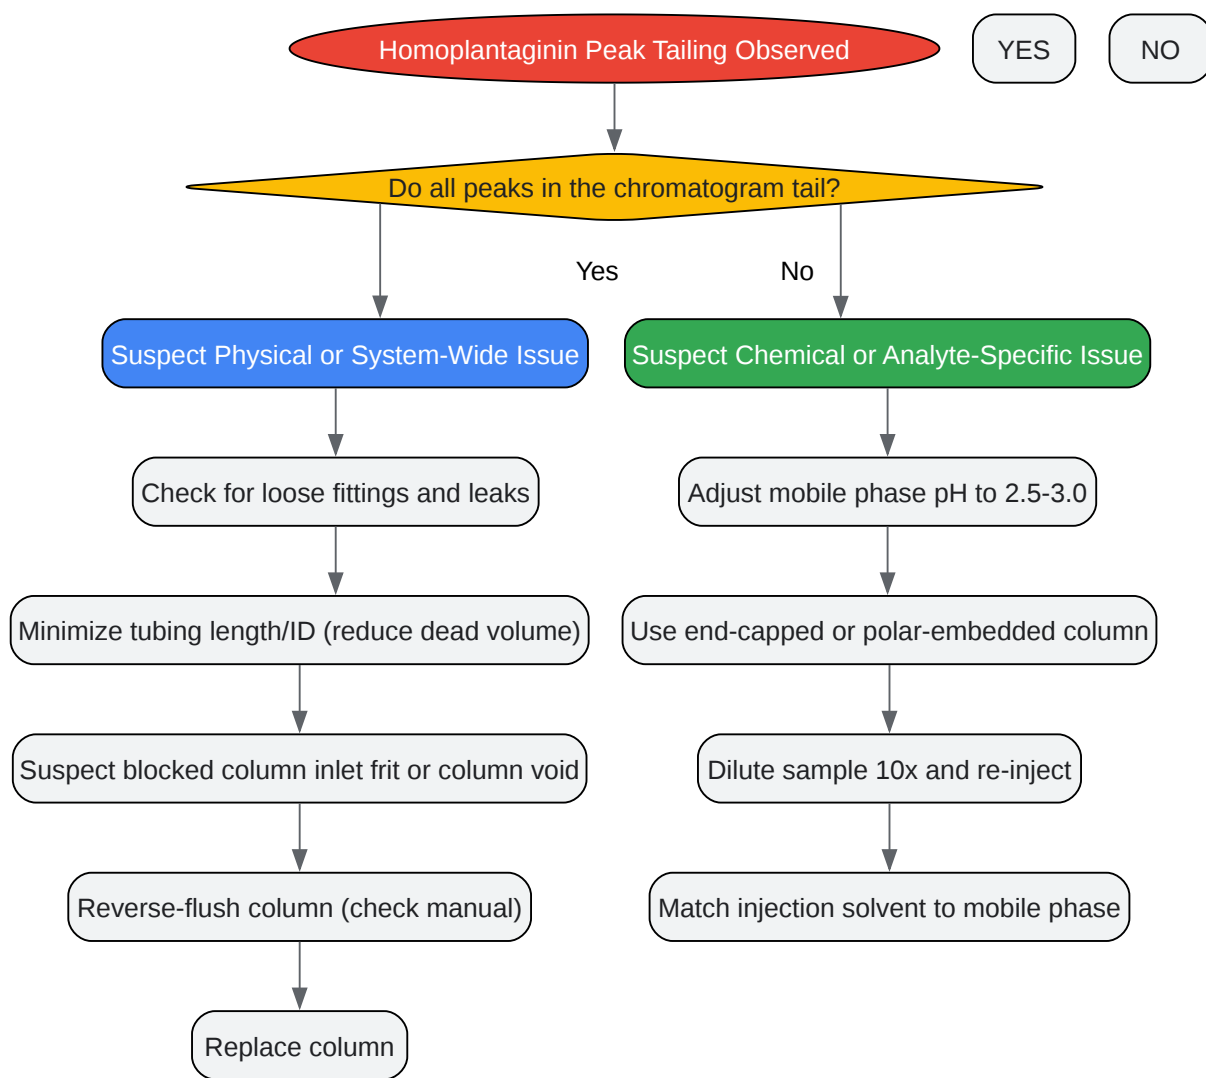 Homoplantaginin Peak Tailing Observed
YES
NO
Do all peaks in the chromatogram tail?
Yes
No
Suspect Physical or System-Wide Issue
Suspect Chemical or Analyte-Specific Issue
Check for loose fittings and leaks
Adjust mobile phase pH to 2.5-3.0
Minimize tubing length/ID (reduce dead volume)
Use end-capped or polar-embedded column
Suspect blocked column inlet frit or column void
Dilute sample 10x and re-inject
Reverse-flush column (check manual)
Match injection solvent to mobile phase
Replace column